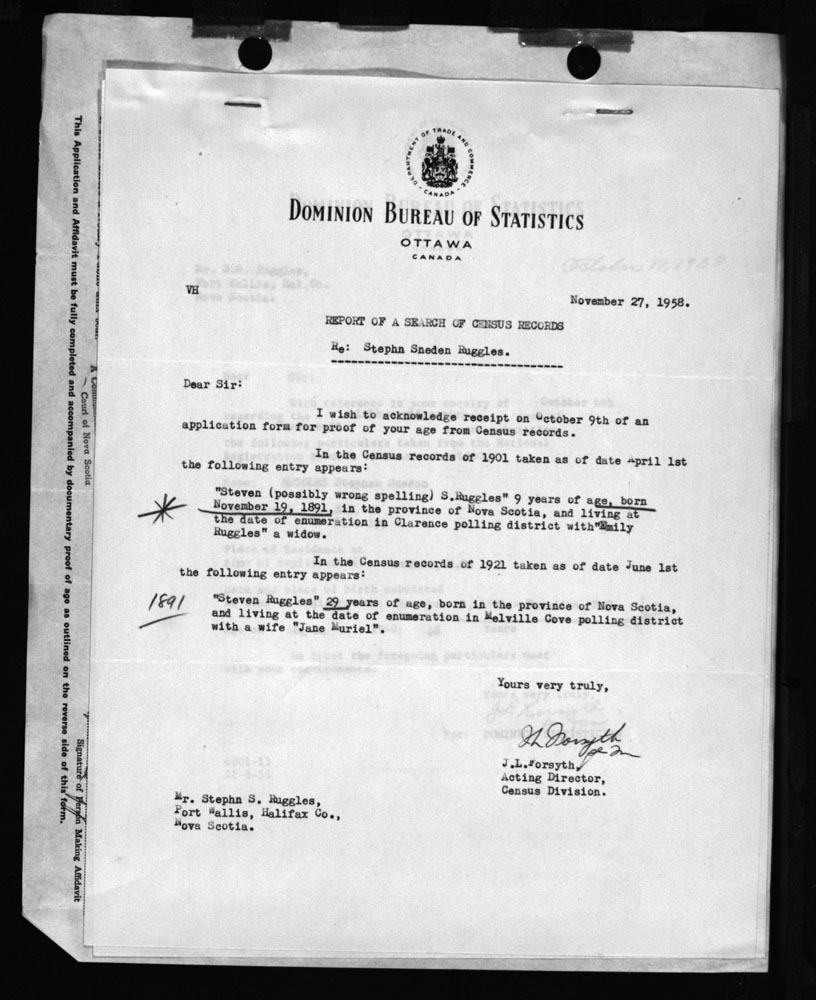 DEPARTMENT OF TRADE AND COMMERCE
CANADA
DOMINION BUREAU OF STATISTICS
OTTAWA
CANADA
October 17, 1958
VH
November 27, 1958.
REPORT OF A SEARCH OF CENSUS RECORDS
Re: Stephn Sneden Ruggles.
Dear Sir:
I wish to acknowledge receipt on October 9th of an
application form for proof of your age from Census records.
In the Census records of 1901 taken as of date April 1st
the following entry appears:
"Steven (possibly wrong spelling) S.Ruggles" 9 years of age, born
November 19, 1891, in the province of Nova Scotia, and living at
the date of enumeration in Clarence polling district with"Emily
Ruggles" a widow.
In the Census records of 1921 taken as of date June 1st
the following entry appears:
1891
"Steven Ruggles" 29 years of age, born in the province of Nova Scotia,
and living at the date of enumeration in Melville Cove polling district
with a wife "Jane Muriel".
Yours very truly,
J.L.Forsyth,
Acting Director,
Census Division.
Mr. Stephn S. Ruggles,
Port Wallis, Halifax Co.,
Nova Scotia.
Court of Nova Scotia
Signature of Person Making Affidavit
This Application and Affidavit must be fully completed and accompanied by documentary proof of age as outlined on the reverse side of this form.